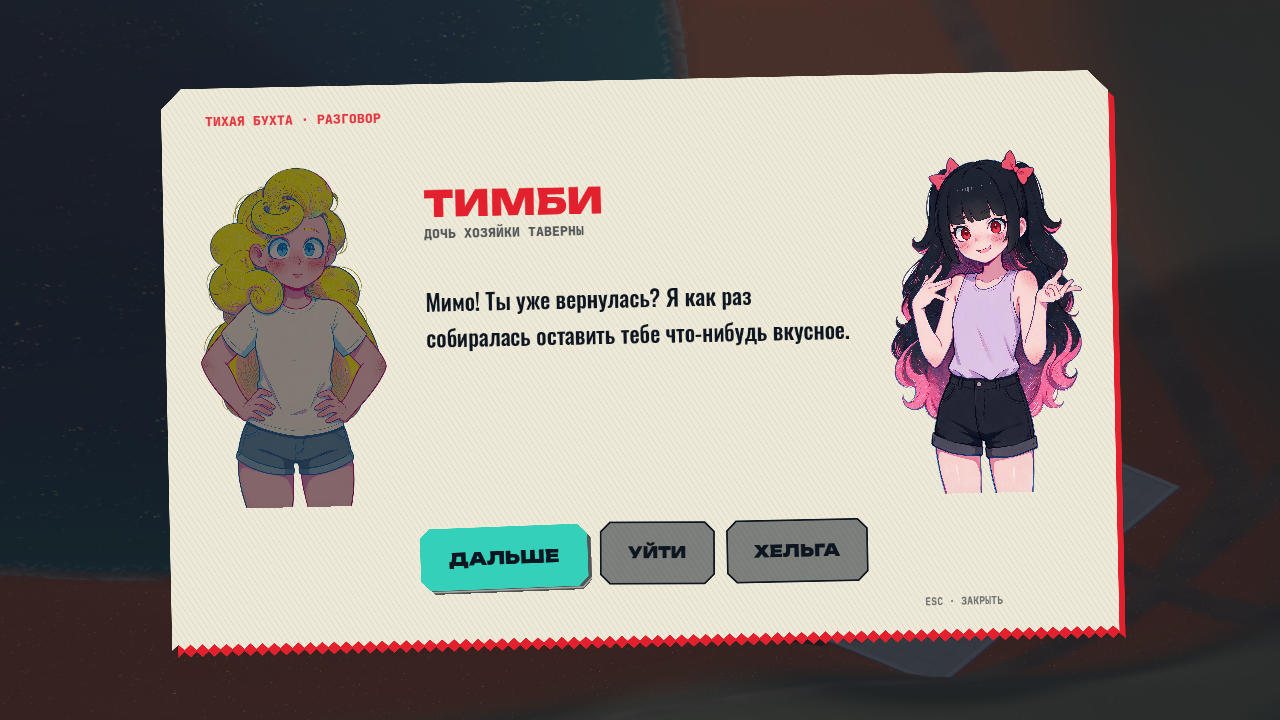 ТИХАЯ БУХТА · РАЗГОВОР
ТИМБИ
ДОЧЬ ХОЗЯЙКИ ТАВЕРНЫ
Мимо! Ты уже вернулась? Я как раз
собиралась оставить тебе что-нибудь вкусное.
ДАЛЬШЕ
УЙТИ
ХЕЛЬГА
ESC · ЗАКРЫТЬ